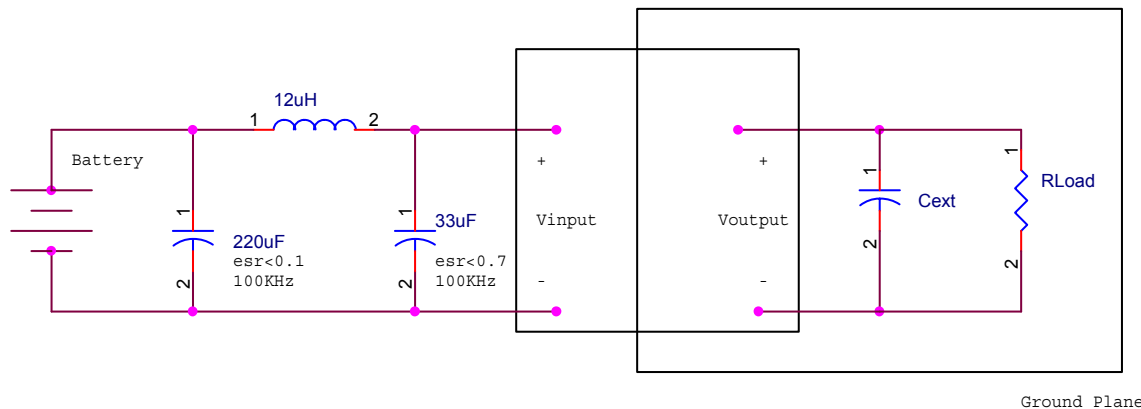 12uH
1 2
Battery
+ +
1 1 1 1
RLoad
Cext
33uF
Vinput Voutput
220uF
esr<0.1 esr<0.7
100KHz 100KHz
2 2 2 2
- -
Ground Plane